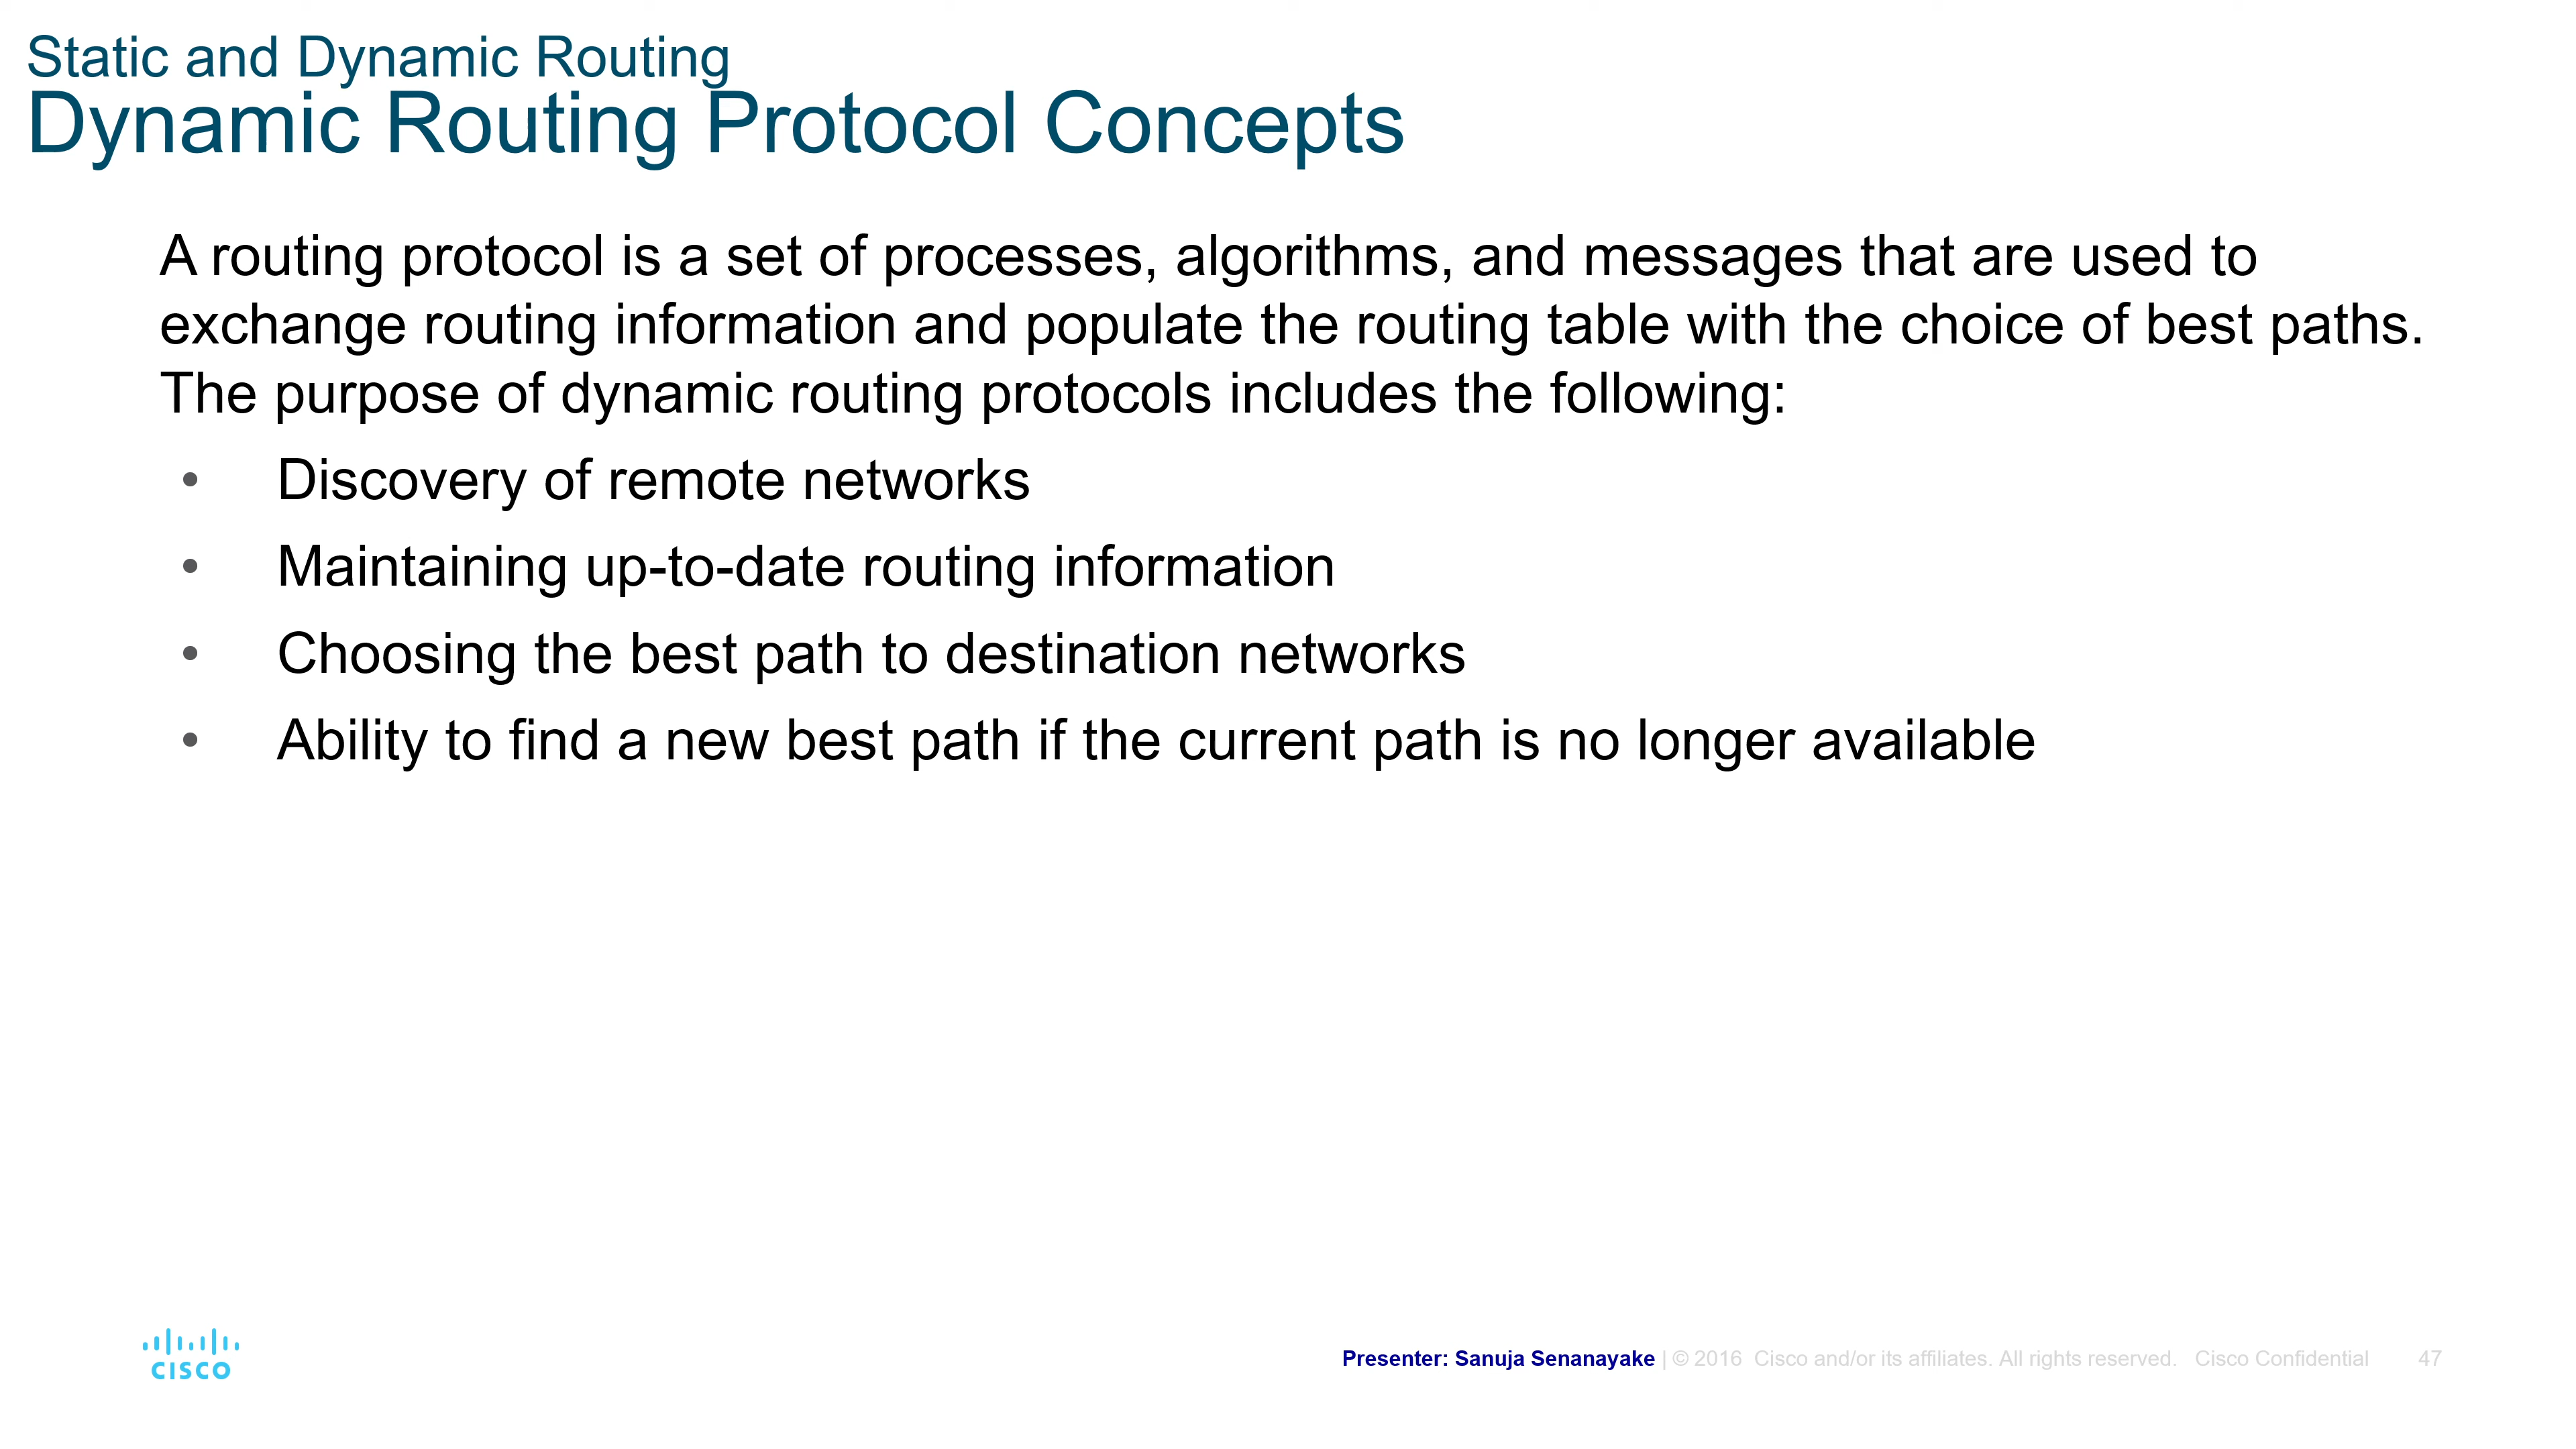 Static and Dynamic Routing
Dynamic Routing Protocol Concepts
A routing protocol is a set of processes, algorithms, and messages that are used to
exchange routing information and populate the routing table with the choice of best paths.
The purpose of dynamic routing protocols includes the following:
• Discovery of remote networks
• Maintaining up-to-date routing information
• Choosing the best path to destination networks
• Ability to find a new best path if the current path is no longer available
CISCO
Presenter: Sanuja Senanayake | © 2016 Cisco and/or its affiliates. All rights reserved. Cisco Confidential 47